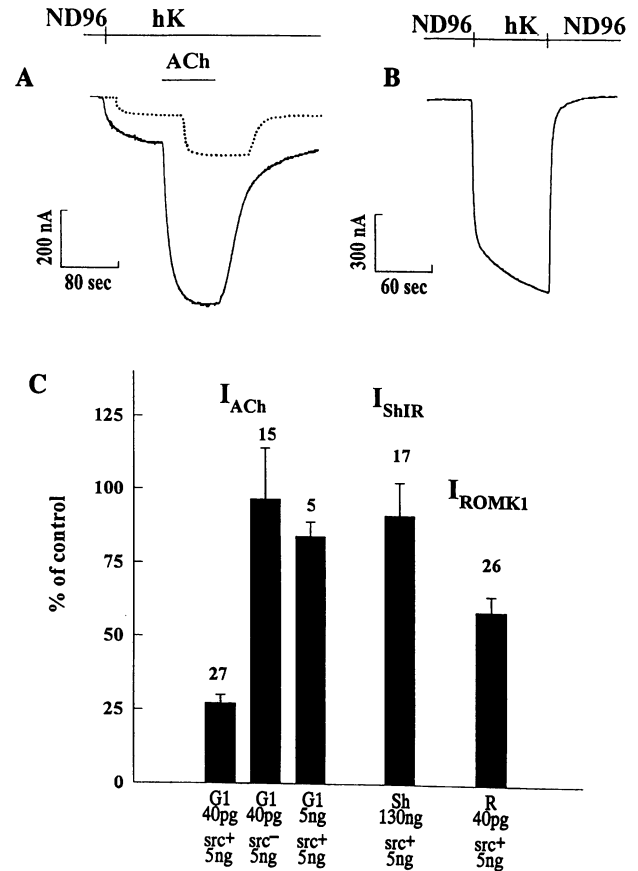 ND96 hK
ND96 hK ND96
A
ACh
B
200 nA
80 sec
300 nA
60 sec
C
I_ACh
I_ShIR
I_ROMK1
% of control
125
100
75
50
25
0
27
15
5
17
26
G1 G1 G1 Sh R
40pg 40pg 5ng 130ng 40pg
src+ src− src+ src+ src+
5ng 5ng 5ng 5ng 5ng